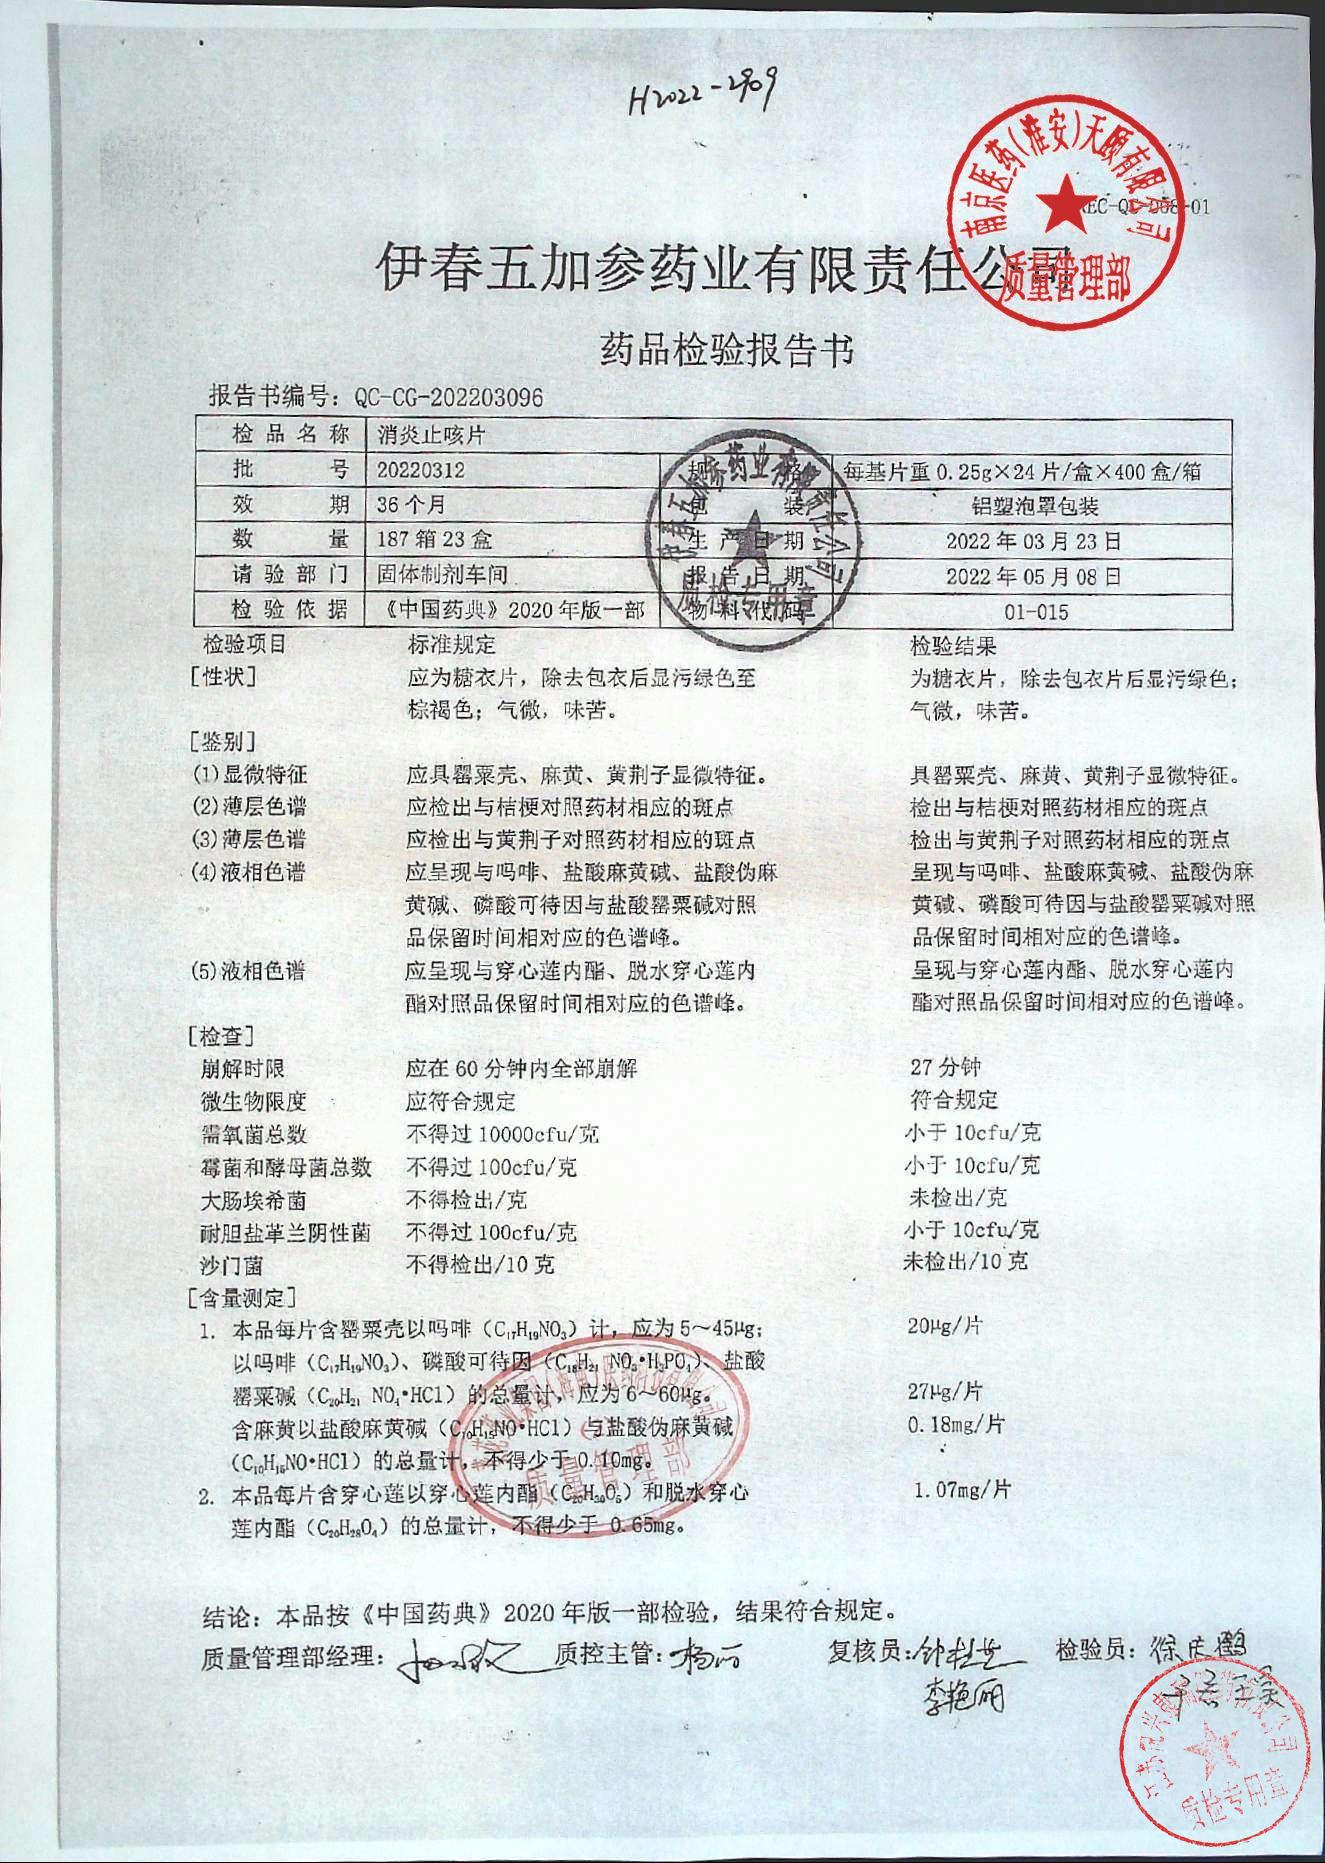 H2022-2909
南京医药(淮安)天颐有限公司
质量管理部
伊春五加参药业有限责任公司
药品检验报告书
报告书编号：QC-CG-202203096
检品名称 消炎止咳片
批号 20220312 规格 每基片重0.25g×24片/盒×400盒/箱
效期 36个月 包装 铝塑泡罩包装
数量 187箱23盒 生产日期 2022年03月23日
请验部门 固体制剂车间 报告日期 2022年05月08日
检验依据 《中国药典》2020年版一部 物料代码 01-015
伊春五加参药业有限责任公司
质检专用章
检验项目 标准规定 检验结果
[性状] 应为糖衣片，除去包衣后显污绿色至 为糖衣片，除去包衣片后显污绿色；
棕褐色；气微，味苦。 气微，味苦。
[鉴别]
(1)显微特征 应具罂粟壳、麻黄、黄荆子显微特征。 具罂粟壳、麻黄、黄荆子显微特征。
(2)薄层色谱 应检出与桔梗对照药材相应的斑点 检出与桔梗对照药材相应的斑点
(3)薄层色谱 应检出与黄荆子对照药材相应的斑点 检出与黄荆子对照药材相应的斑点
(4)液相色谱 应呈现与吗啡、盐酸麻黄碱、盐酸伪麻 呈现与吗啡、盐酸麻黄碱、盐酸伪麻
黄碱、磷酸可待因与盐酸罂粟碱对照 黄碱、磷酸可待因与盐酸罂粟碱对照
品保留时间相对应的色谱峰。 品保留时间相对应的色谱峰。
(5)液相色谱 应呈现与穿心莲内酯、脱水穿心莲内 呈现与穿心莲内酯、脱水穿心莲内
酯对照品保留时间相对应的色谱峰。 酯对照品保留时间相对应的色谱峰。
[检查]
崩解时限 应在60分钟内全部崩解 27分钟
微生物限度 应符合规定 符合规定
需氧菌总数 不得过10000cfu/克 小于10cfu/克
霉菌和酵母菌总数 不得过100cfu/克 小于10cfu/克
大肠埃希菌 不得检出/克 未检出/克
耐胆盐革兰阴性菌 不得过100cfu/克 小于10cfu/克
沙门菌 不得检出/10克 未检出/10克
[含量测定]
1. 本品每片含罂粟壳以吗啡（C₁₇H₁₉NO₃）计，应为5～45μg； 20μg/片
以吗啡（C₁₇H₁₉NO₃）、磷酸可待因（C₁₈H₂₁NO₃•H₃PO₄）、盐酸
罂粟碱（C₂₀H₂₁NO₄•HCl）的总量计，应为6～60μg。 27μg/片
含麻黄以盐酸麻黄碱（C₁₀H₁₅NO•HCl）与盐酸伪麻黄碱 0.18mg/片
（C₁₀H₁₅NO•HCl）的总量计，不得少于0.10mg。
2. 本品每片含穿心莲以穿心莲内酯（C₂₀H₃₀O₅）和脱水穿心 1.07mg/片
莲内酯（C₂₀H₂₈O₄）的总量计，不得少于0.65mg。
质量管理部
结论：本品按《中国药典》2020年版一部检验，结果符合规定。
质量管理部经理： 质控主管：杨丽 复核员：钟桂芝 检验员：
李艳丽
质检专用章